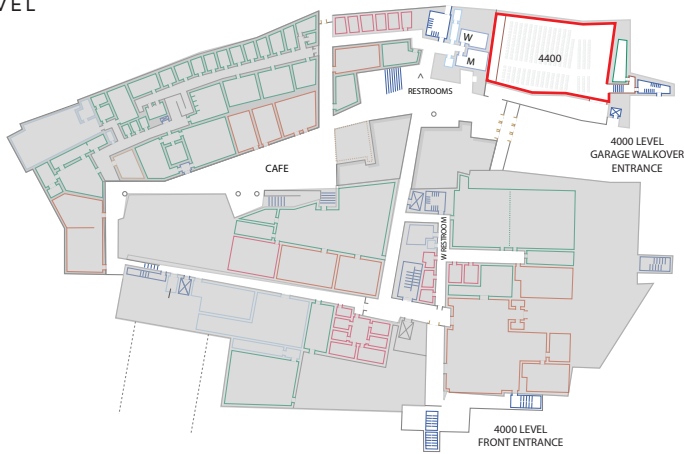 VEL
W
M
4400
RESTROOMS
4000 LEVEL
GARAGE WALKOVER
ENTRANCE
CAFE
W RESTROOM
4000 LEVEL
FRONT ENTRANCE